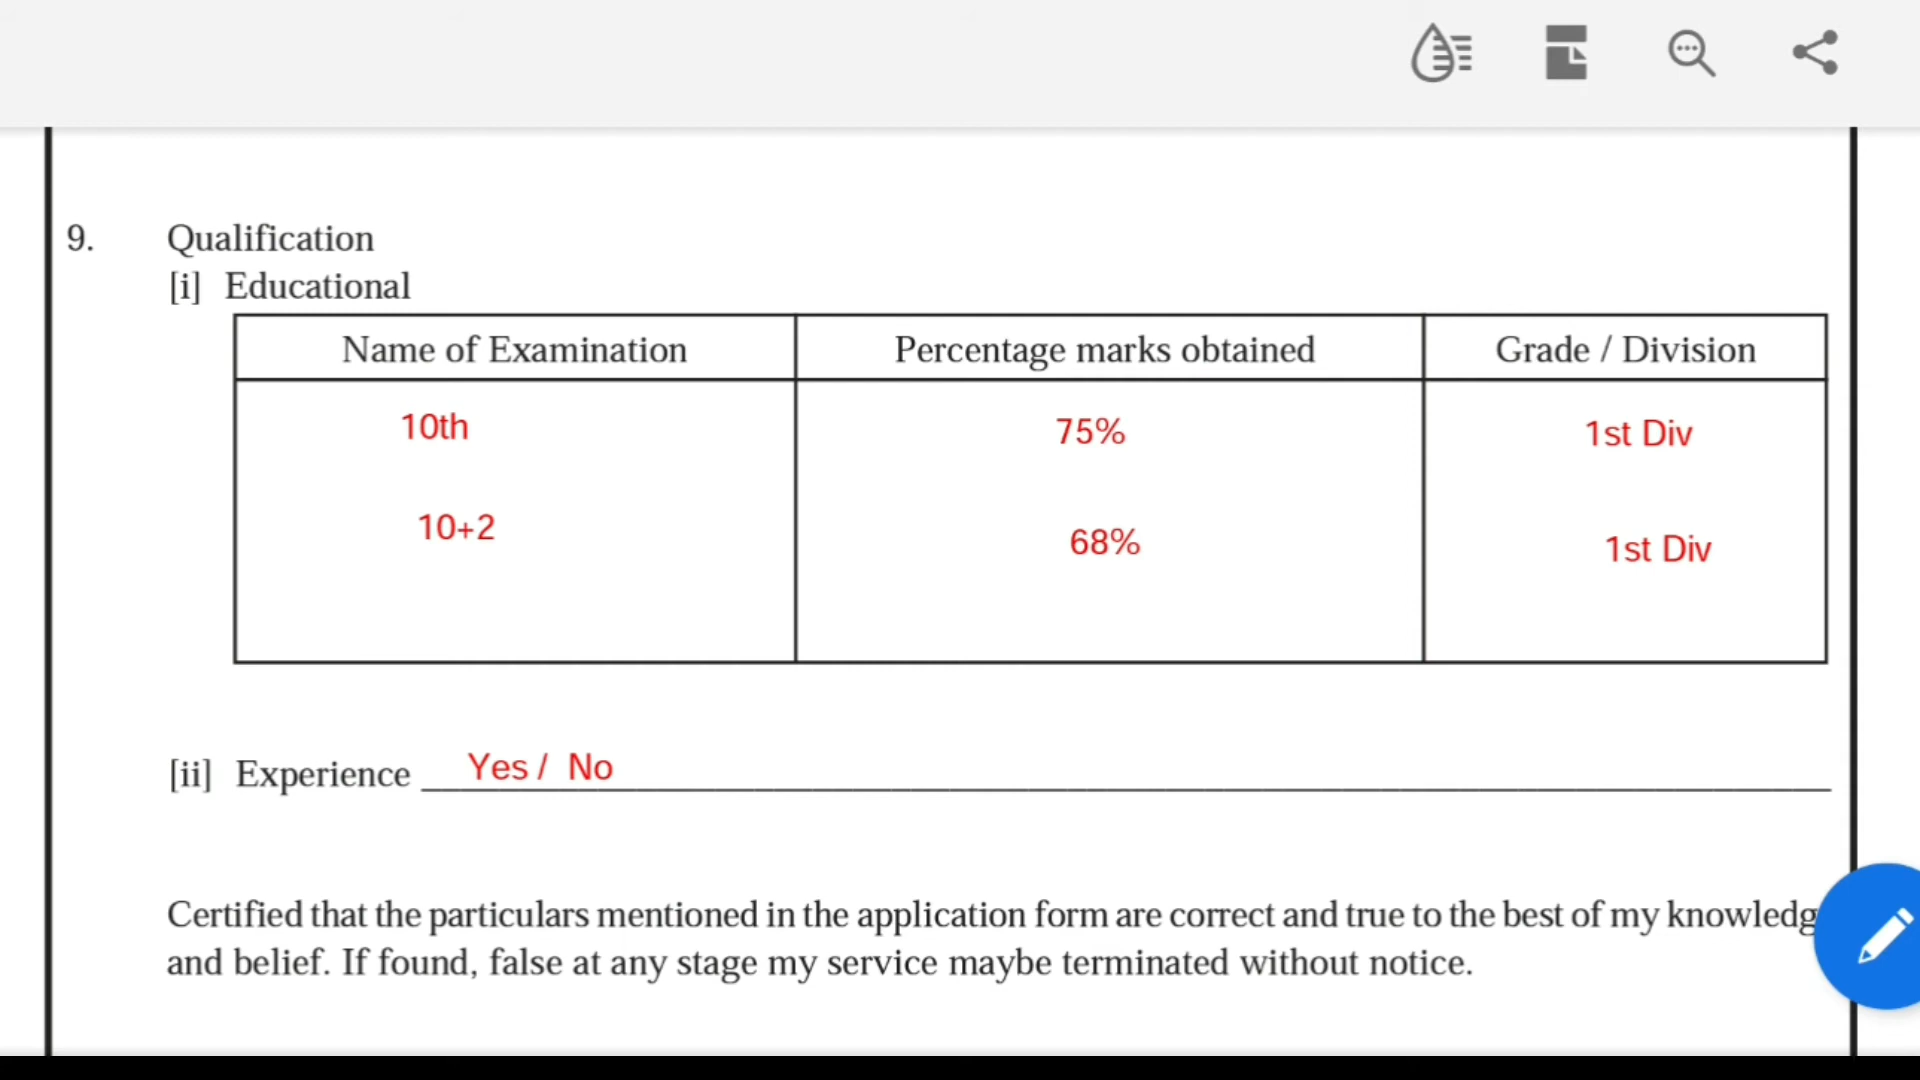 9. Qualification
[i] Educational
Name of Examination Percentage marks obtained Grade / Division
10th 75% 1st Div
10+2 68% 1st Div
[ii] Experience Yes / No
Certified that the particulars mentioned in the application form are correct and true to the best of my knowledg
and belief. If found, false at any stage my service maybe terminated without notice.